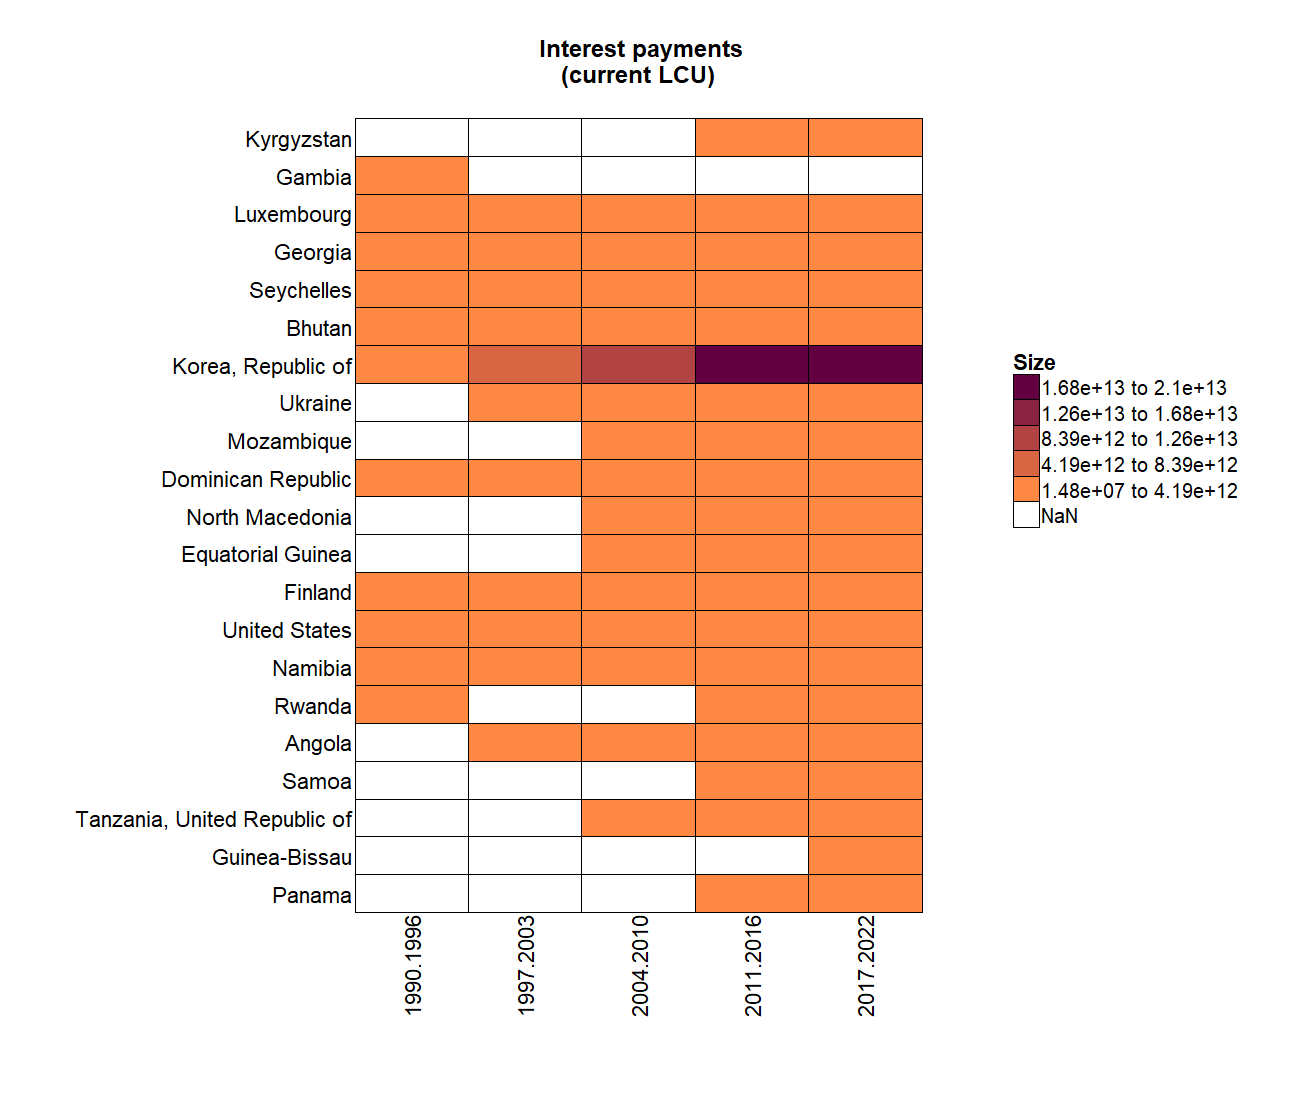 Interest payments
(current LCU)
Kyrgyzstan
Gambia
Luxembourg
Georgia
Seychelles
Bhutan
Korea, Republic of
Ukraine
Mozambique
Dominican Republic
North Macedonia
Equatorial Guinea
Finland
United States
Namibia
Rwanda
Angola
Samoa
Tanzania, United Republic of
Guinea-Bissau
Panama
1990.1996
1997.2003
2004.2010
2011.2016
2017.2022
Size
1.68e+13 to 2.1e+13
1.26e+13 to 1.68e+13
8.39e+12 to 1.26e+13
4.19e+12 to 8.39e+12
1.48e+07 to 4.19e+12
NaN